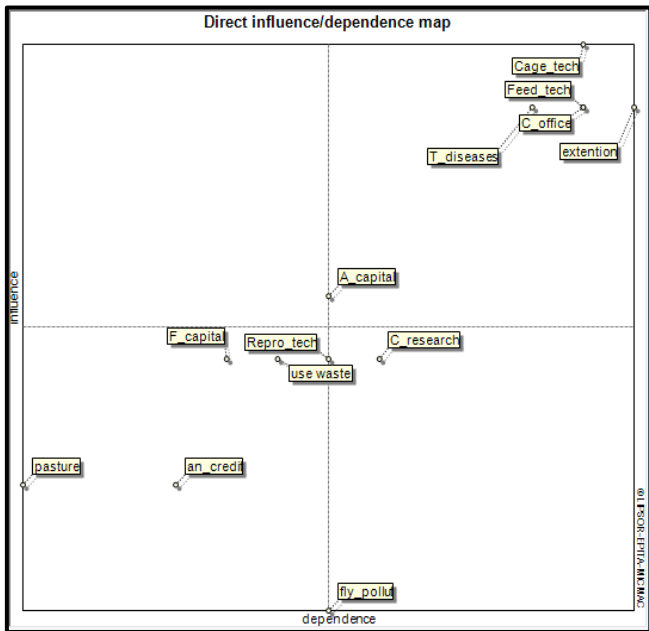 Direct influence/dependence map
Cage_tech
Feed_tech
C_office
T_diseases
extention
A_capital
influence
F_capital
Repro_tech
C_research
use waste
pasture
an_credit
© LIPSOR-EPITA-MICMAC
fly_pollut
dependence